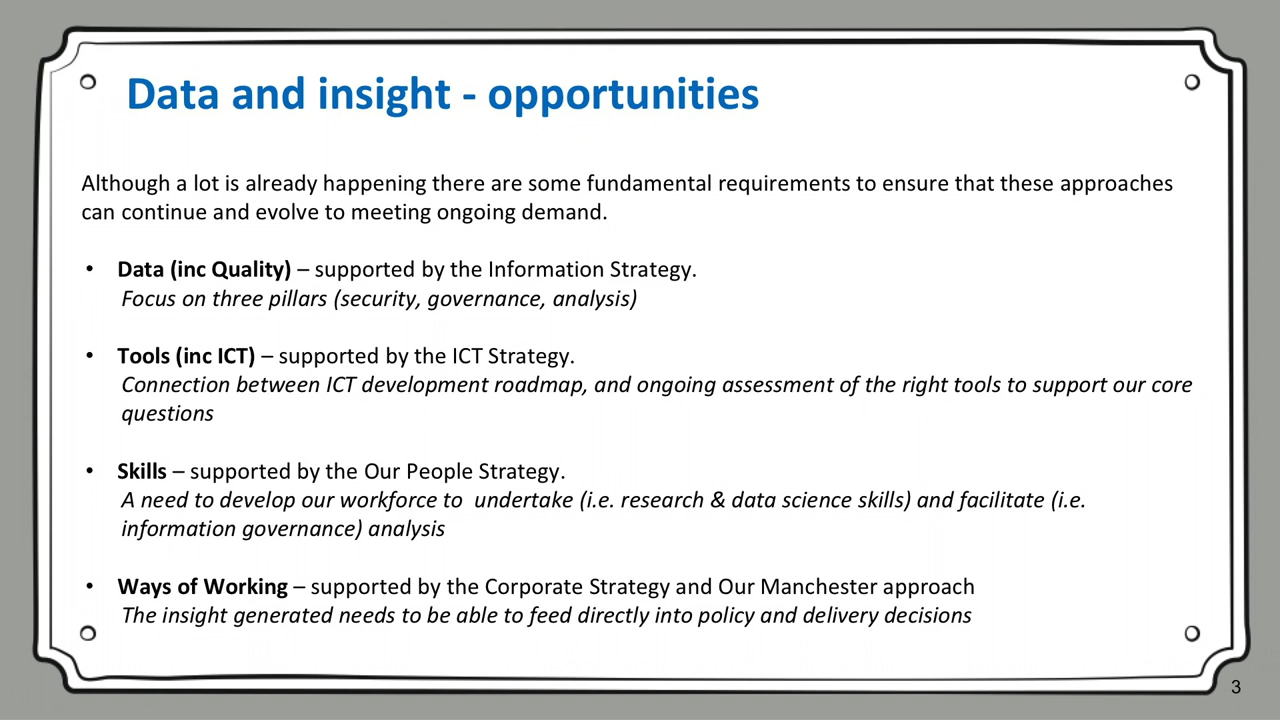 Data and insight - opportunities
Although a lot is already happening there are some fundamental requirements to ensure that these approaches
can continue and evolve to meeting ongoing demand.
• Data (inc Quality) – supported by the Information Strategy.
Focus on three pillars (security, governance, analysis)
• Tools (inc ICT) – supported by the ICT Strategy.
Connection between ICT development roadmap, and ongoing assessment of the right tools to support our core
questions
• Skills – supported by the Our People Strategy.
A need to develop our workforce to  undertake (i.e. research & data science skills) and facilitate (i.e.
information governance) analysis
• Ways of Working – supported by the Corporate Strategy and Our Manchester approach
The insight generated needs to be able to feed directly into policy and delivery decisions
3